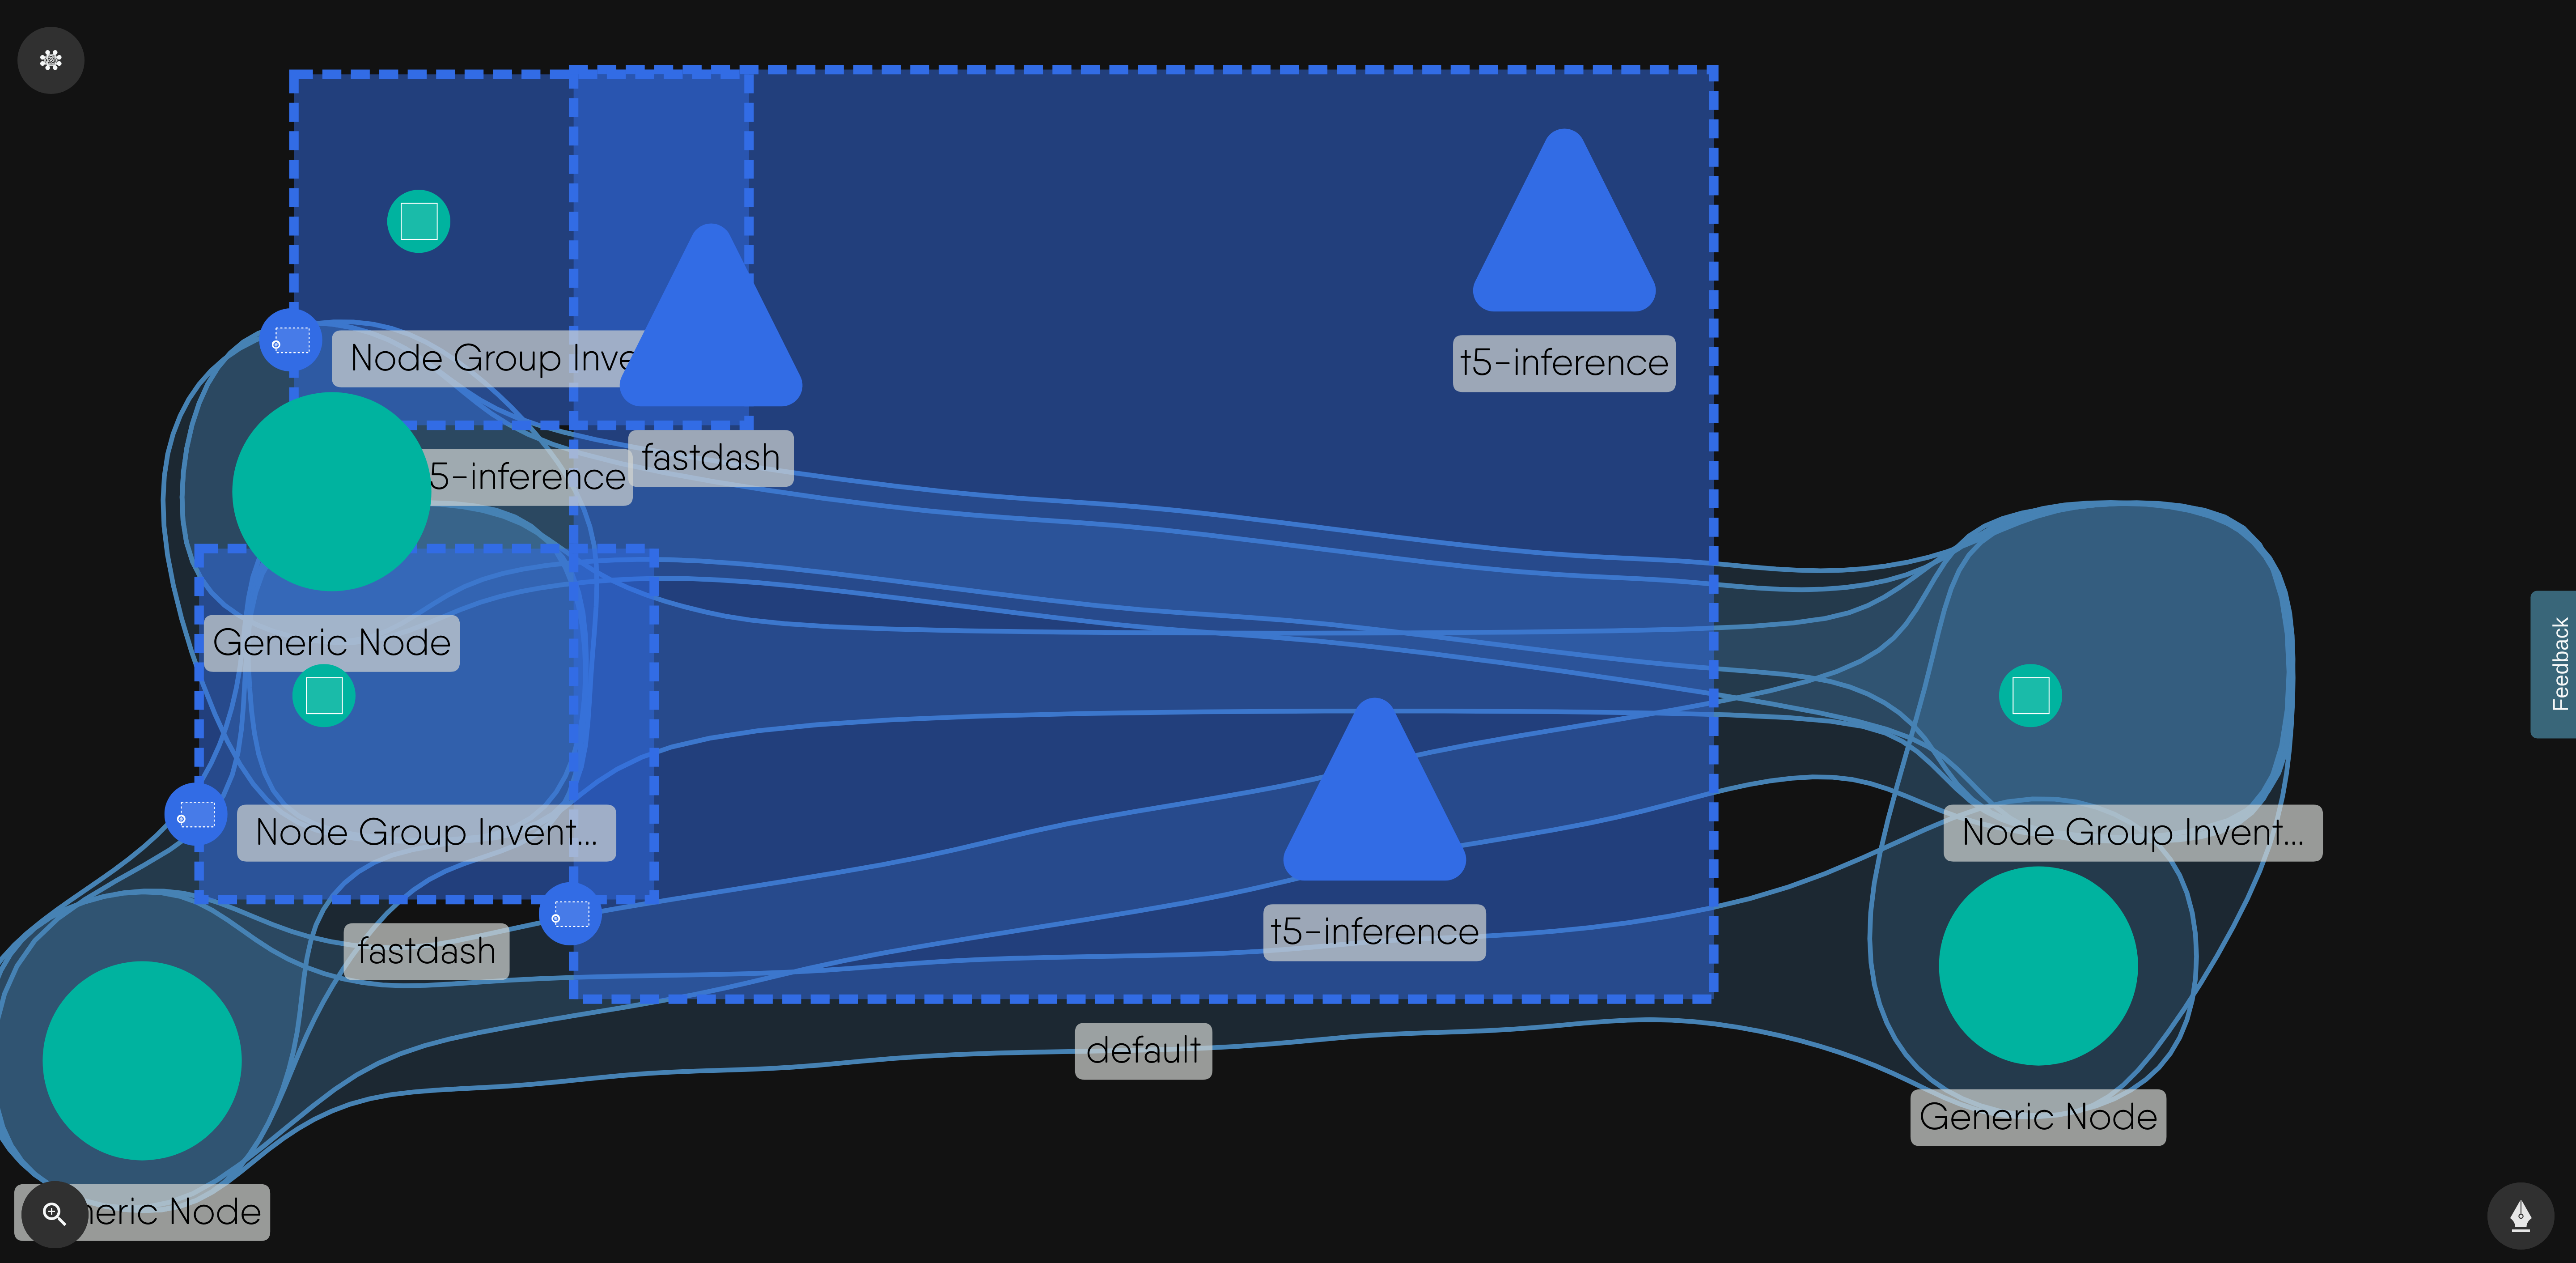 Node Group Inve
t5-inference
fastdash
5-inference
Generic Node
Feedback
Node Group Invent...
Node Group Invent...
fastdash
t5-inference
default
Generic Node
neric Node